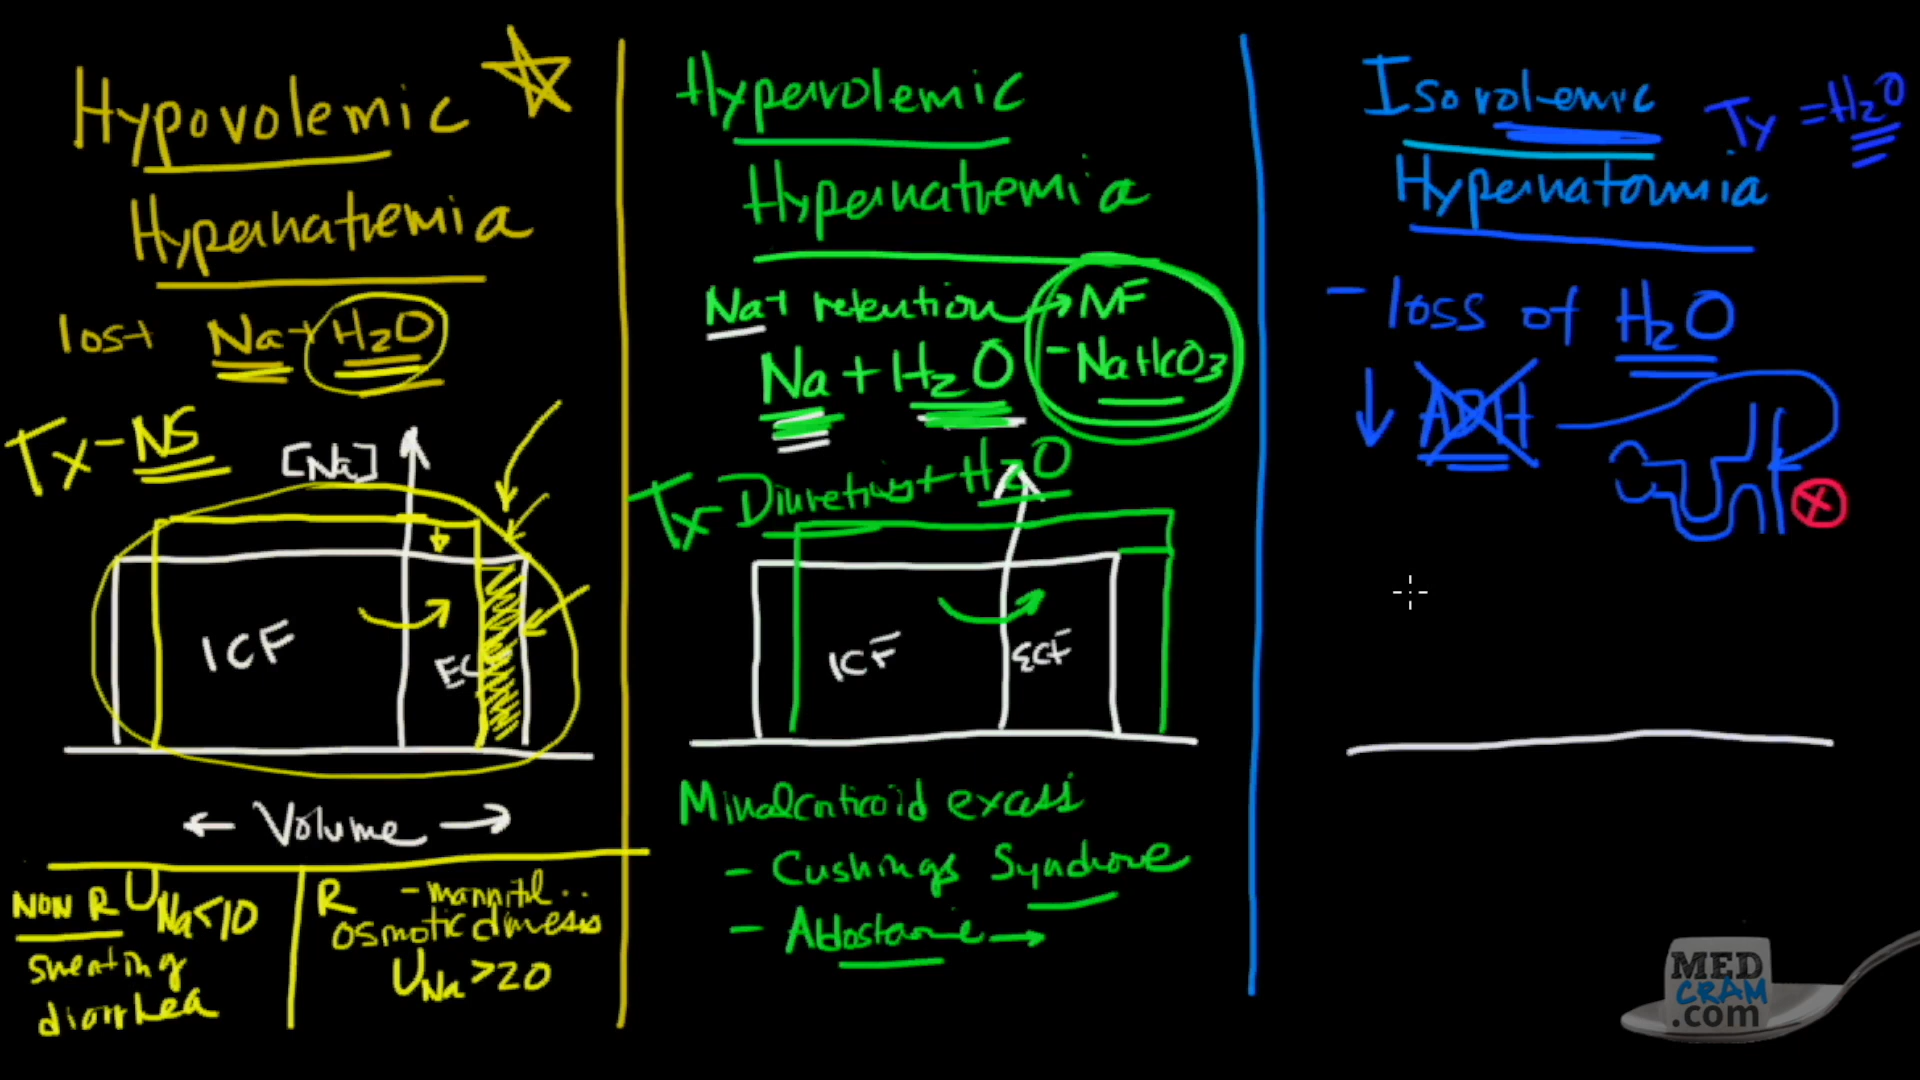 Hypovolemic
Hypernatremia
lost Na + H2O
Tx - NS
[Na]
ICF
EC
← Volume →
NON R UNa<10
sweating
diarrhea
R - mannitol..
osmotic diuresis
UNa >20
Hypervolemic
Hypernatremia
Na+ retention → NF
- NaHCO3
Na + H2O
Tx - Diuretics + H2O
ICF
ECF
Mineralcorticoid excess
- Cushings Syndrome
- Aldosterone →
Isovolemic
Tx = H2O
Hypernatremia
- loss of H2O
↓ ADH
MED
CRAM
.com